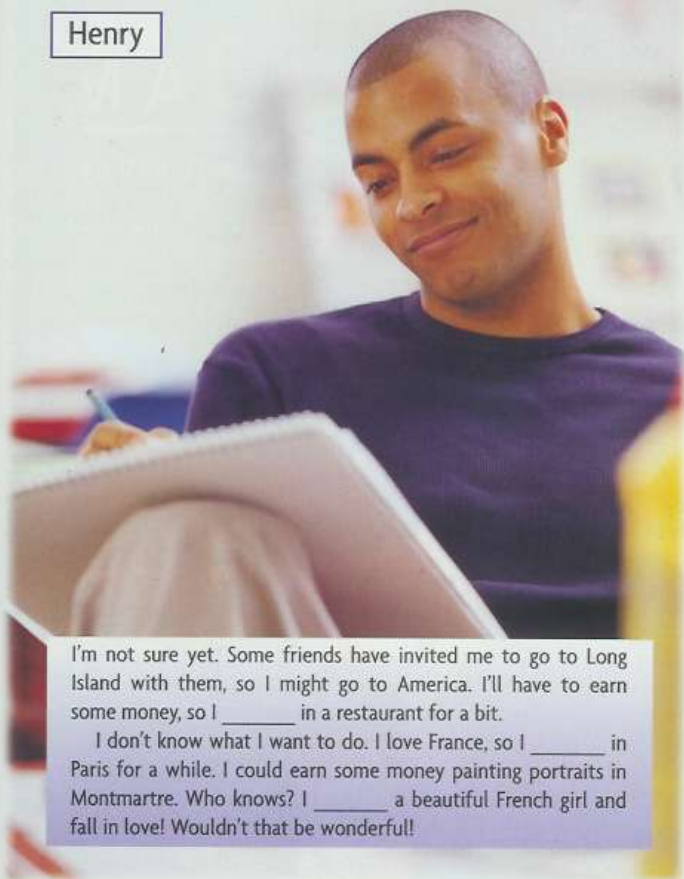 Henry
I'm not sure yet. Some friends have invited me to go to Long
Island with them, so I might go to America. I'll have to earn
some money, so I ________ in a restaurant for a bit.
I don't know what I want to do. I love France, so I ________ in
Paris for a while. I could earn some money painting portraits in
Montmartre. Who knows? I ________ a beautiful French girl and
fall in love! Wouldn't that be wonderful!